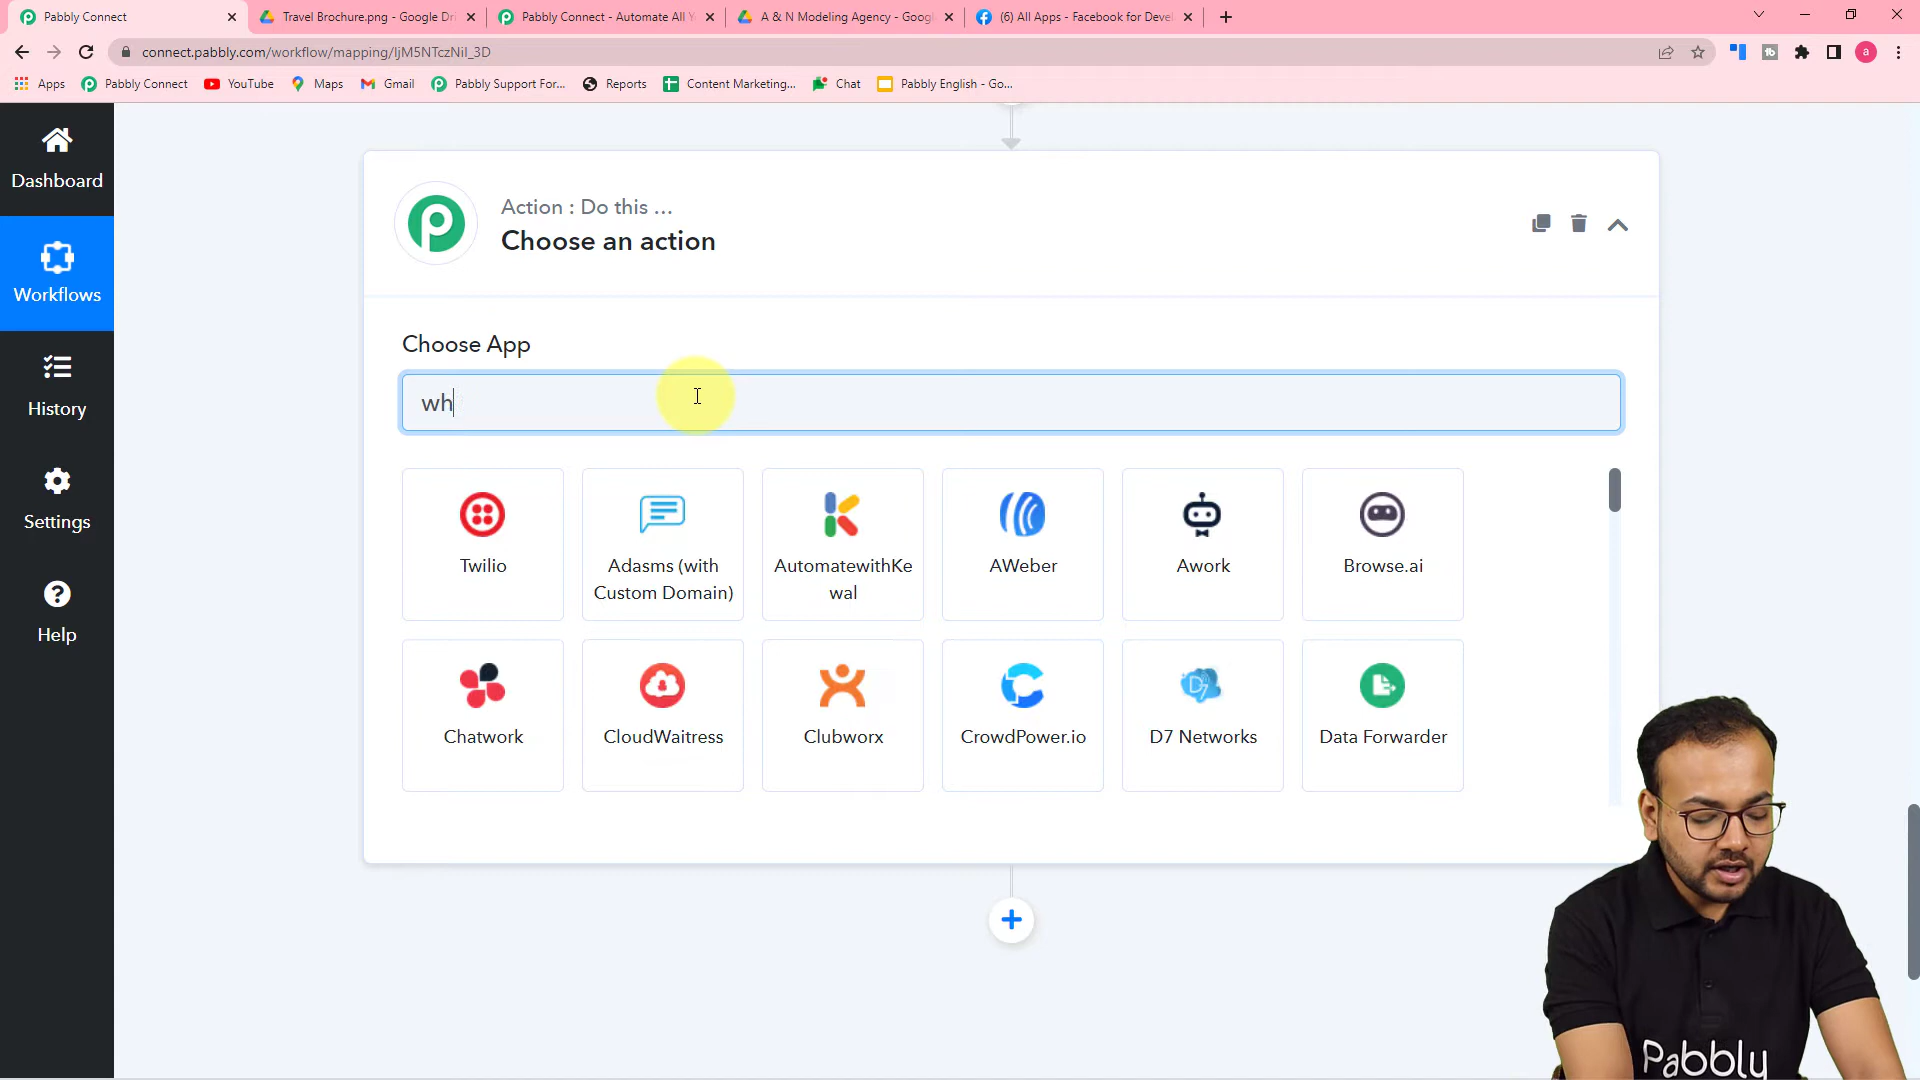 Pabbly Connect
Travel Brochure.png - Google Dri
Pabbly Connect - Automate All Y
A & N Modeling Agency - Goog
(6) All Apps - Facebook for Devel
connect.pabbly.com/workflow/mapping/IjM5NTczNiI_3D
a
Apps
Pabbly Connect
YouTube
Maps
Gmail
Pabbly Support For...
Reports
Content Marketing...
Chat
Pabbly English - Go...
Dashboard
Workflows
History
Settings
Help
Action : Do this ...
Choose an action
Choose App
wh
Twilio
Adasms (with
Custom Domain)
AutomatewithKe
wal
AWeber
Awork
Browse.ai
Chatwork
CloudWaitress
Clubworx
CrowdPower.io
D7 Networks
Data Forwarder
D7
Pabbly